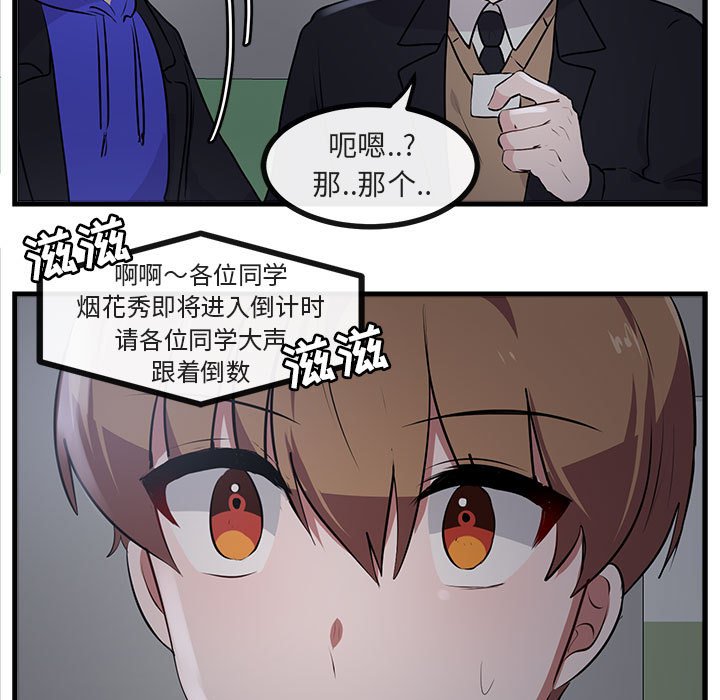 呃嗯..?
那..那个..
滋滋
啊啊～各位同学
烟花秀即将进入倒计时
请各位同学大声
跟着倒数
滋滋